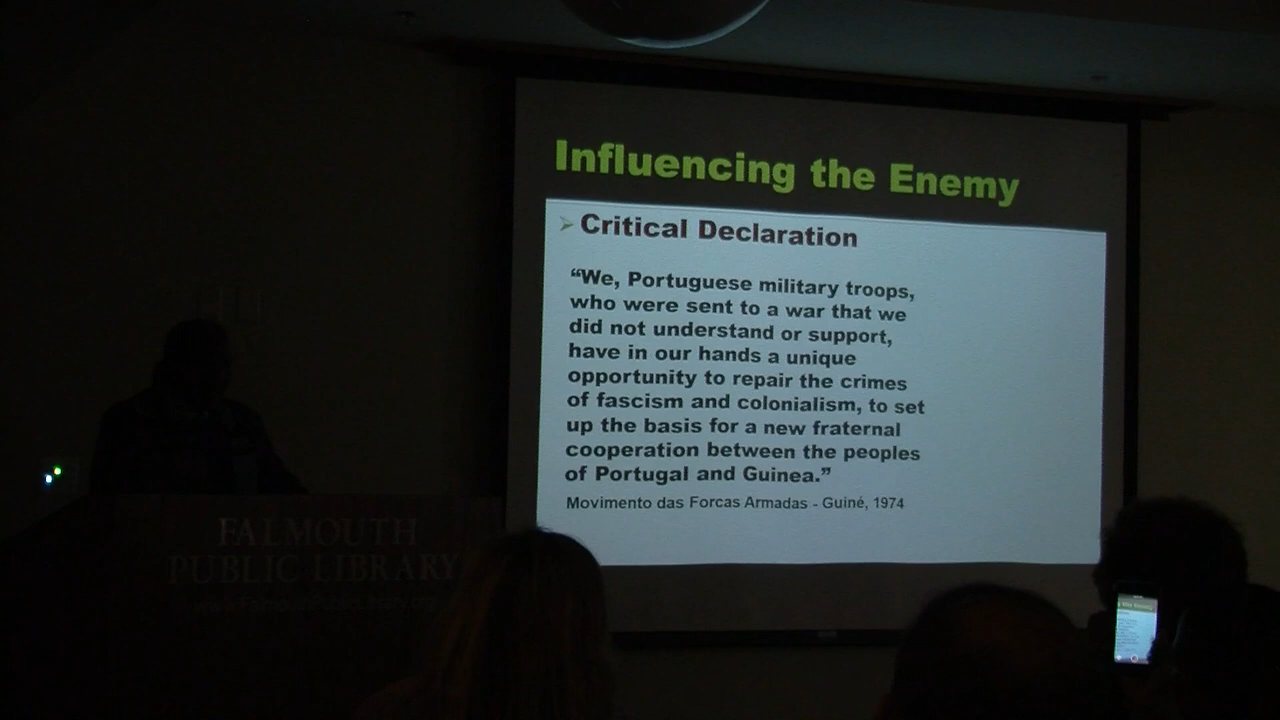 Influencing the Enemy
➢ Critical Declaration
“We, Portuguese military troops,
who were sent to a war that we
did not understand or support,
have in our hands a unique
opportunity to repair the crimes
of fascism and colonialism, to set
up the basis for a new fraternal
cooperation between the peoples
of Portugal and Guinea.”
Movimento das Forcas Armadas - Guiné, 1974
FALMOUTH
PUBLIC LIBRARY